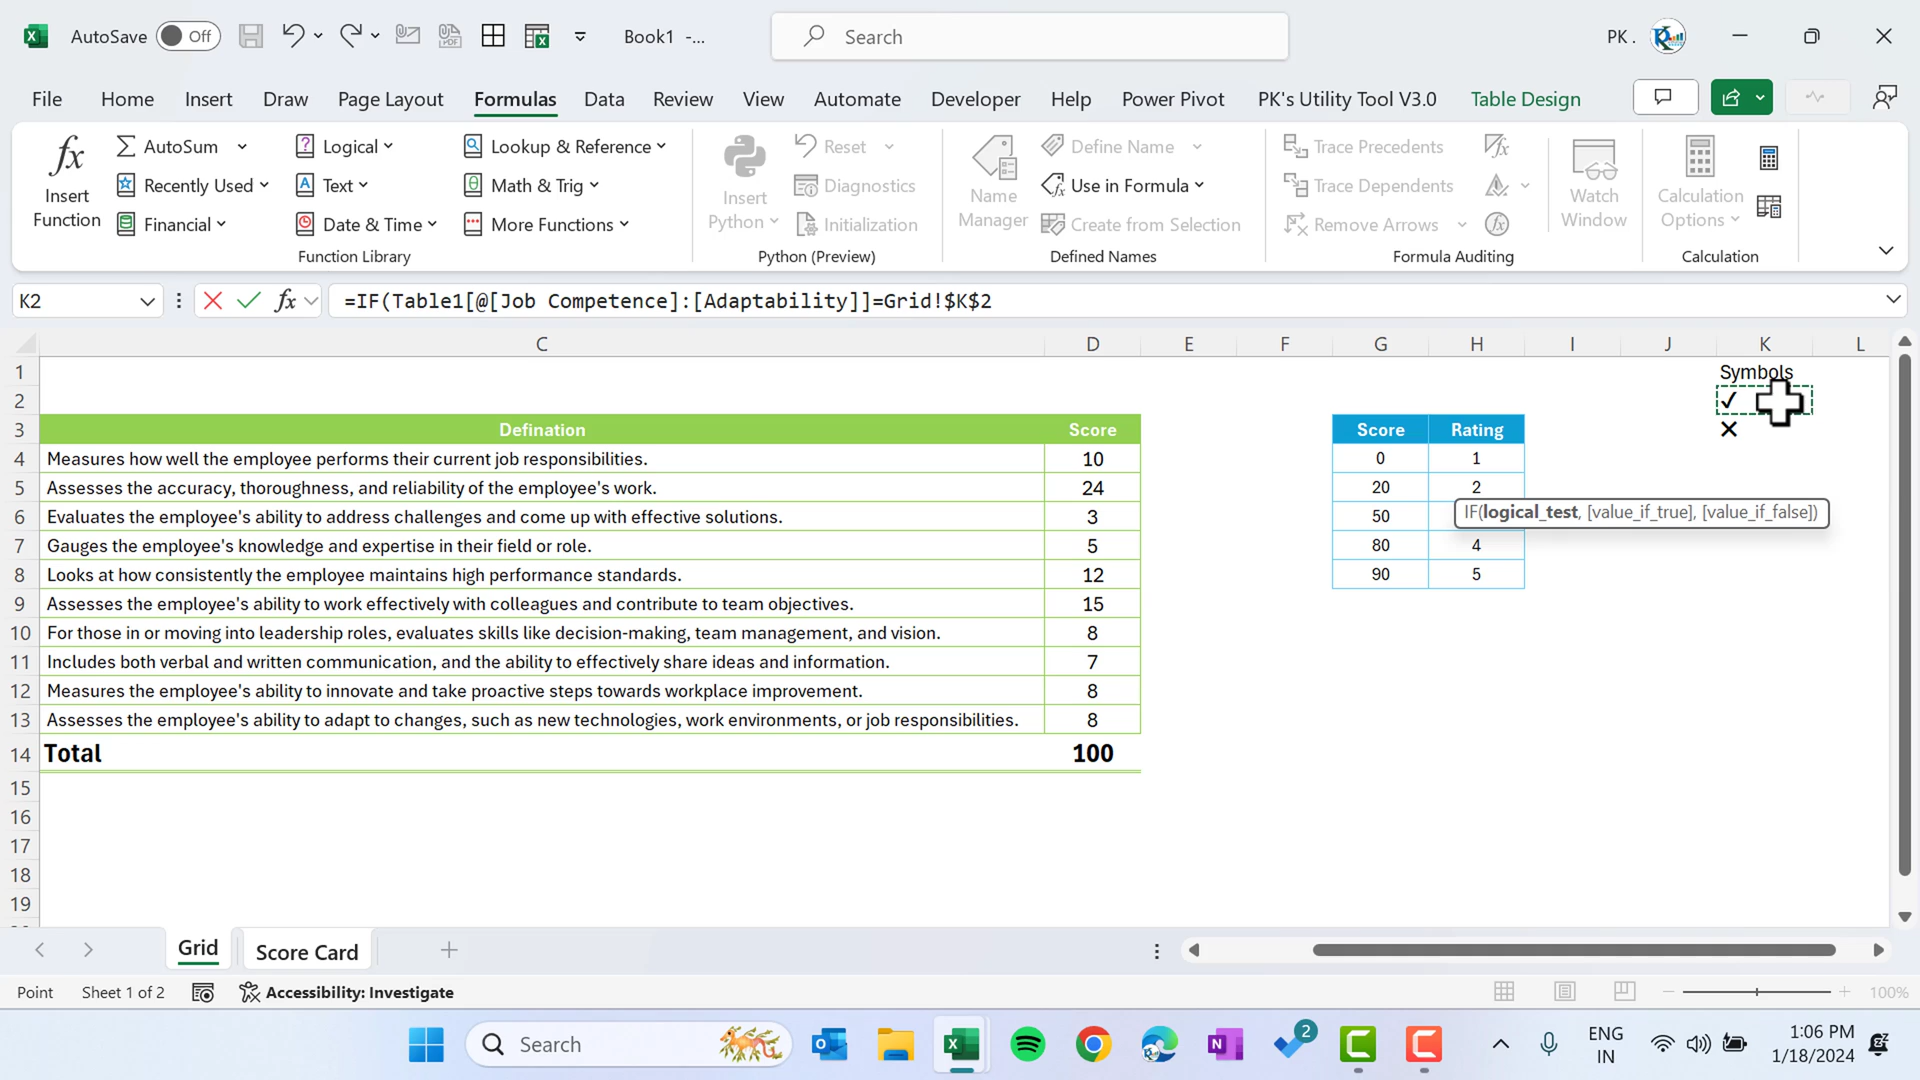 AutoSave Off Book1 -... Search PK .
File Home Insert Draw Page Layout Formulas Data Review View Automate Developer Help Power Pivot PK's Utility Tool V3.0 Table Design
fx Insert Function
AutoSum
Recently Used
Financial
Logical
Text
Date & Time
Lookup & Reference
Math & Trig
More Functions
Function Library
Insert Python
Reset
Diagnostics
Initialization
Python (Preview)
Name Manager
Define Name
Use in Formula
Create from Selection
Defined Names
Trace Precedents
Trace Dependents
Remove Arrows
Formula Auditing
Watch Window
Calculation Options
Calculation
K2 fx =IF(Table1[@[Job Competence]:[Adaptability]]=Grid!$K$2
C D E F G H I J K L
1 Symbols
2 ✓
3 Defination Score Score Rating ✕
4 Measures how well the employee performs their current job responsibilities. 10 0 1
5 Assesses the accuracy, thoroughness, and reliability of the employee's work. 24 20 2
6 Evaluates the employee's ability to address challenges and come up with effective solutions. 3 50
IF(logical_test, [value_if_true], [value_if_false])
7 Gauges the employee's knowledge and expertise in their field or role. 5 80 4
8 Looks at how consistently the employee maintains high performance standards. 12 90 5
9 Assesses the employee's ability to work effectively with colleagues and contribute to team objectives. 15
10 For those in or moving into leadership roles, evaluates skills like decision-making, team management, and vision. 8
11 Includes both verbal and written communication, and the ability to effectively share ideas and information. 7
12 Measures the employee's ability to innovate and take proactive steps towards workplace improvement. 8
13 Assesses the employee's ability to adapt to changes, such as new technologies, work environments, or job responsibilities. 8
14 Total 100
15
16
17
18
19
Grid Score Card
Point Sheet 1 of 2 Accessibility: Investigate 100%
Search 2 ENG IN 1:06 PM 1/18/2024